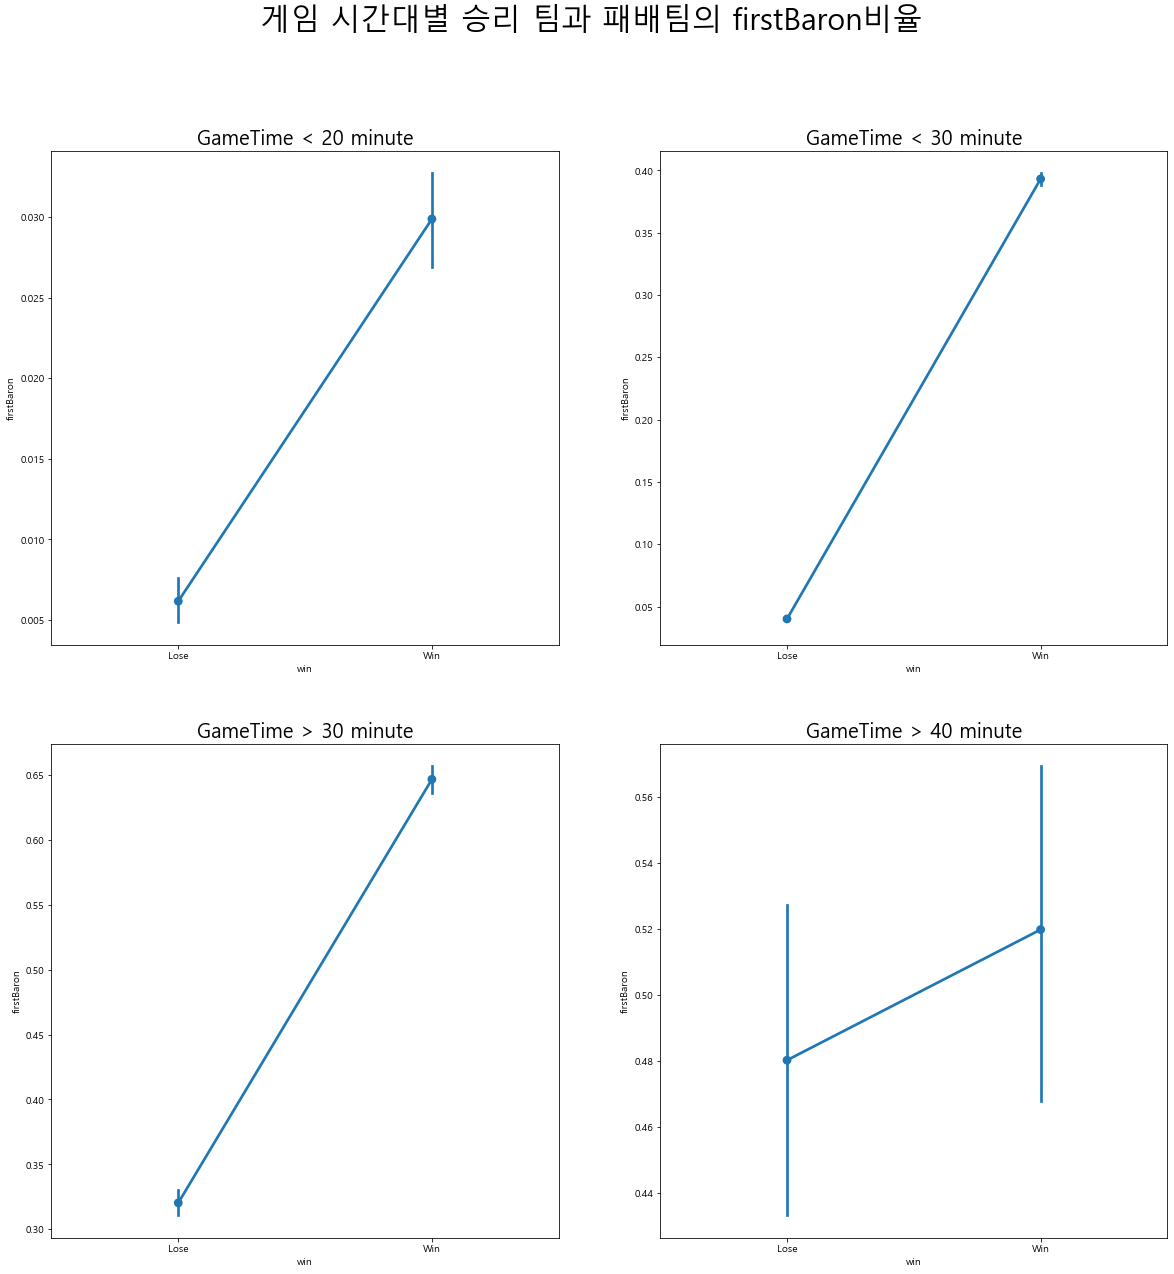 게임 시간대별 승리 팀과 패배팀의 firstBaron비율
GameTime < 20 minute
0.030
0.025
0.020
0.015
0.010
0.005
firstBaron
Lose
Win
win
GameTime < 30 minute
0.40
0.35
0.30
0.25
0.20
0.15
0.10
0.05
firstBaron
Lose
Win
win
GameTime > 30 minute
0.65
0.60
0.55
0.50
0.45
0.40
0.35
0.30
firstBaron
Lose
Win
win
GameTime > 40 minute
0.56
0.54
0.52
0.50
0.48
0.46
0.44
firstBaron
Lose
Win
win